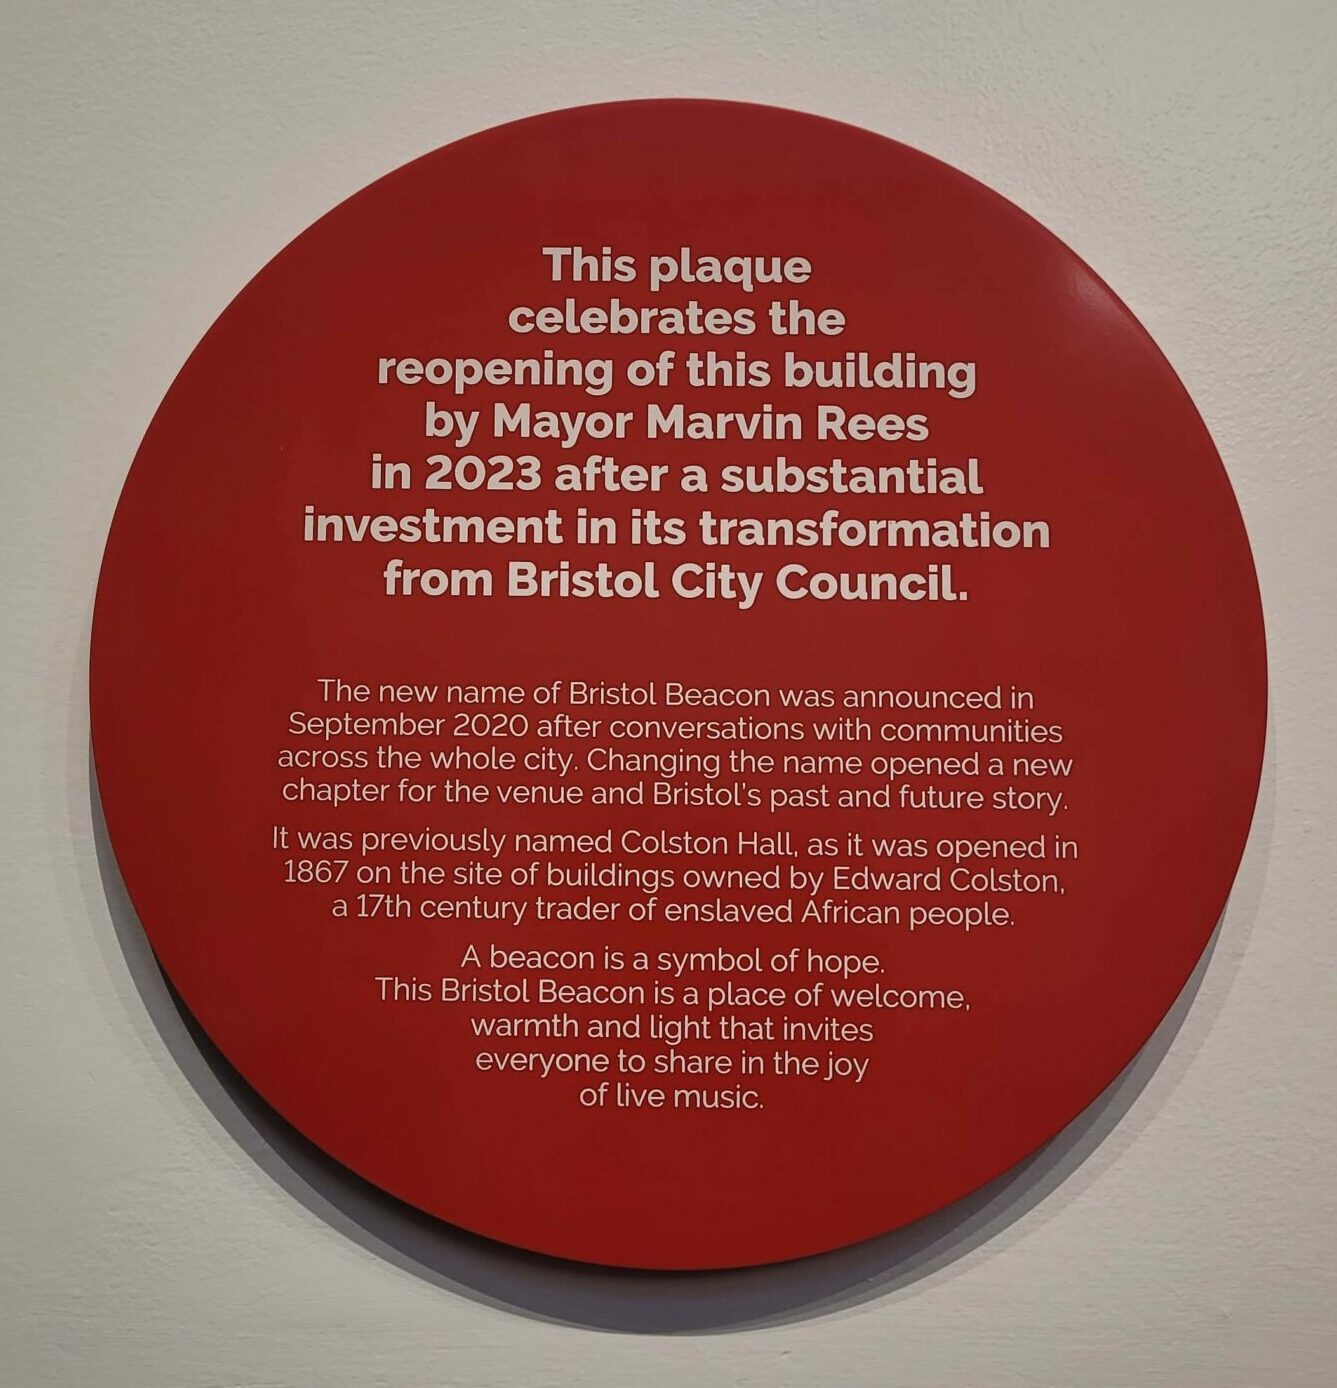 This plaque
celebrates the
reopening of this building
by Mayor Marvin Rees
in 2023 after a substantial
investment in its transformation
from Bristol City Council.
The new name of Bristol Beacon was announced in
September 2020 after conversations with communities
across the whole city. Changing the name opened a new
chapter for the venue and Bristol's past and future story.
It was previously named Colston Hall, as it was opened in
1867 on the site of buildings owned by Edward Colston,
a 17th century trader of enslaved African people.
A beacon is a symbol of hope.
This Bristol Beacon is a place of welcome,
warmth and light that invites
everyone to share in the joy
of live music.